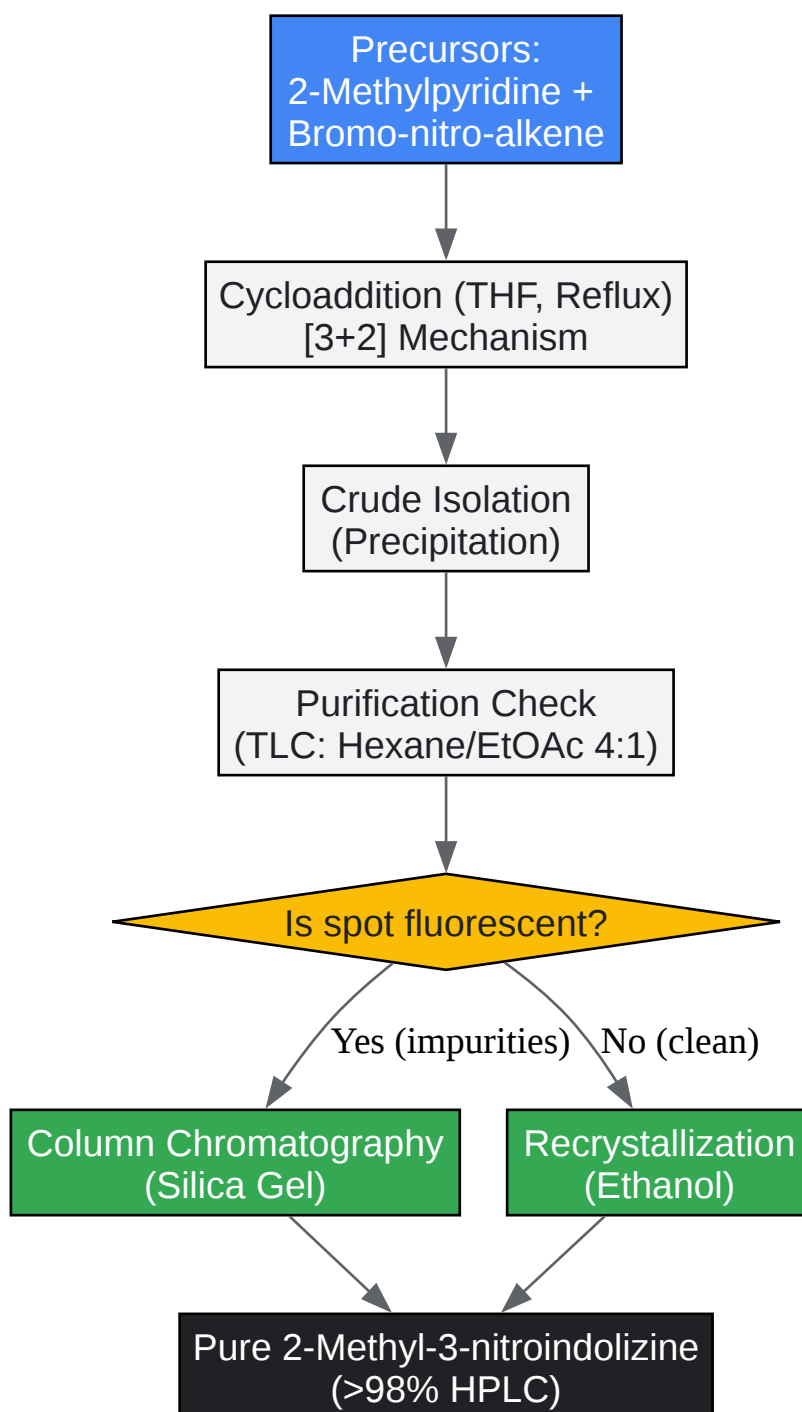 Precursors:
2-Methylpyridine +
Bromo-nitro-alkene
Cycloaddition (THF, Reflux)
[3+2] Mechanism
Crude Isolation
(Precipitation)
Purification Check
(TLC: Hexane/EtOAc 4:1)
Is spot fluorescent?
Yes (impurities)
No (clean)
Column Chromatography
(Silica Gel)
Recrystallization
(Ethanol)
Pure 2-Methyl-3-nitroindolizine
(>98% HPLC)